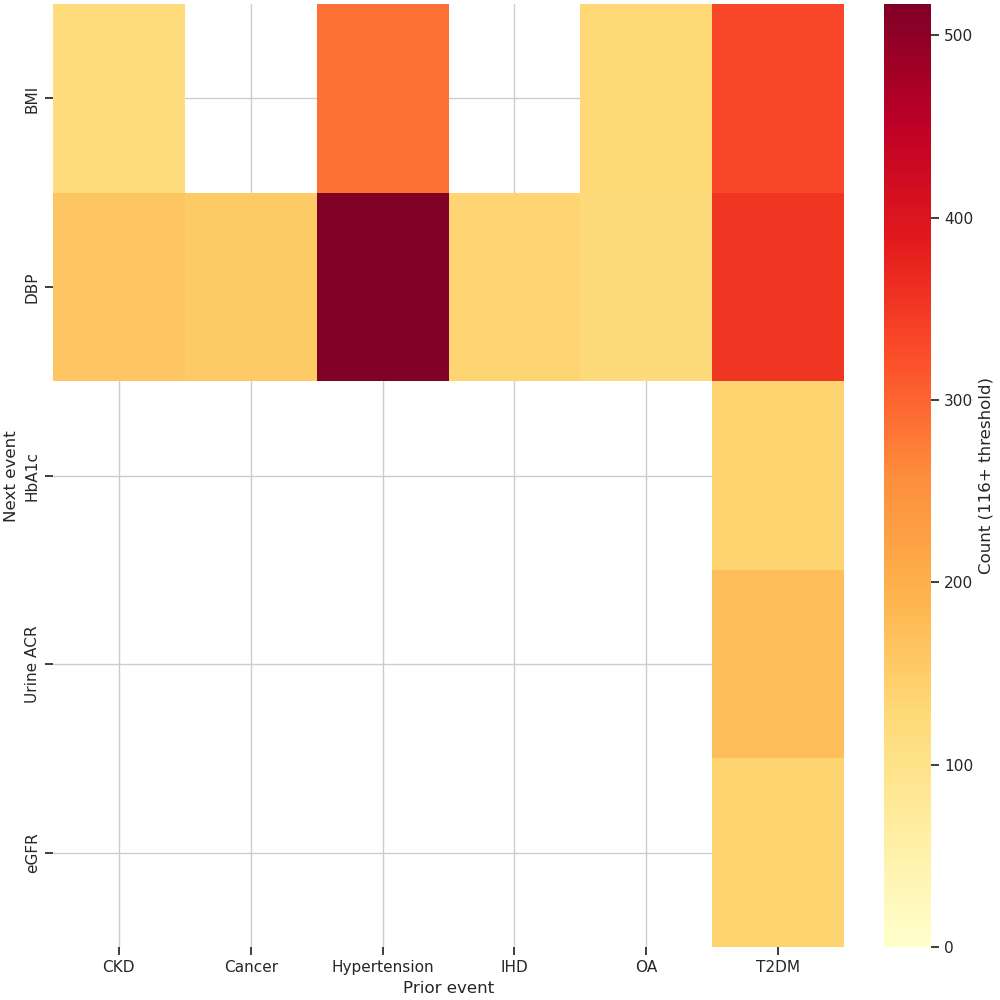 BMI
DBP
HbA1c
Urine ACR
eGFR
Next event
CKD
Cancer
Hypertension
IHD
OA
T2DM
Prior event
500
400
300
200
100
0
Count (116+ threshold)